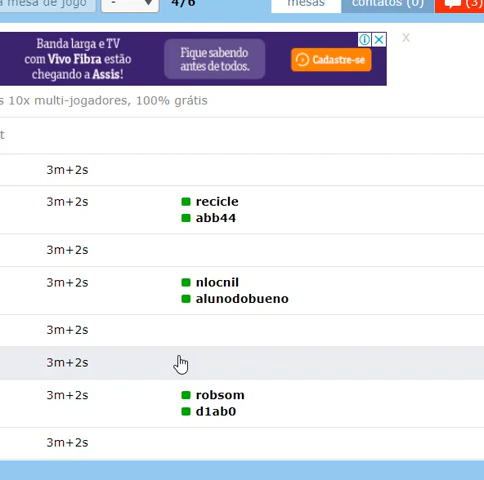 a mesa de jogo
-
4/6
mesas
contatos (0)
(3)
Banda larga e TV
com Vivo Fibra estão
chegando a Assis!
Fique sabendo
antes de todos.
Cadastre-se
X
s 10x multi-jogadores, 100% grátis
t
3m+2s
3m+2s
recicle
abb44
3m+2s
3m+2s
nlocnil
alunodobueno
3m+2s
3m+2s
3m+2s
robsom
d1ab0
3m+2s